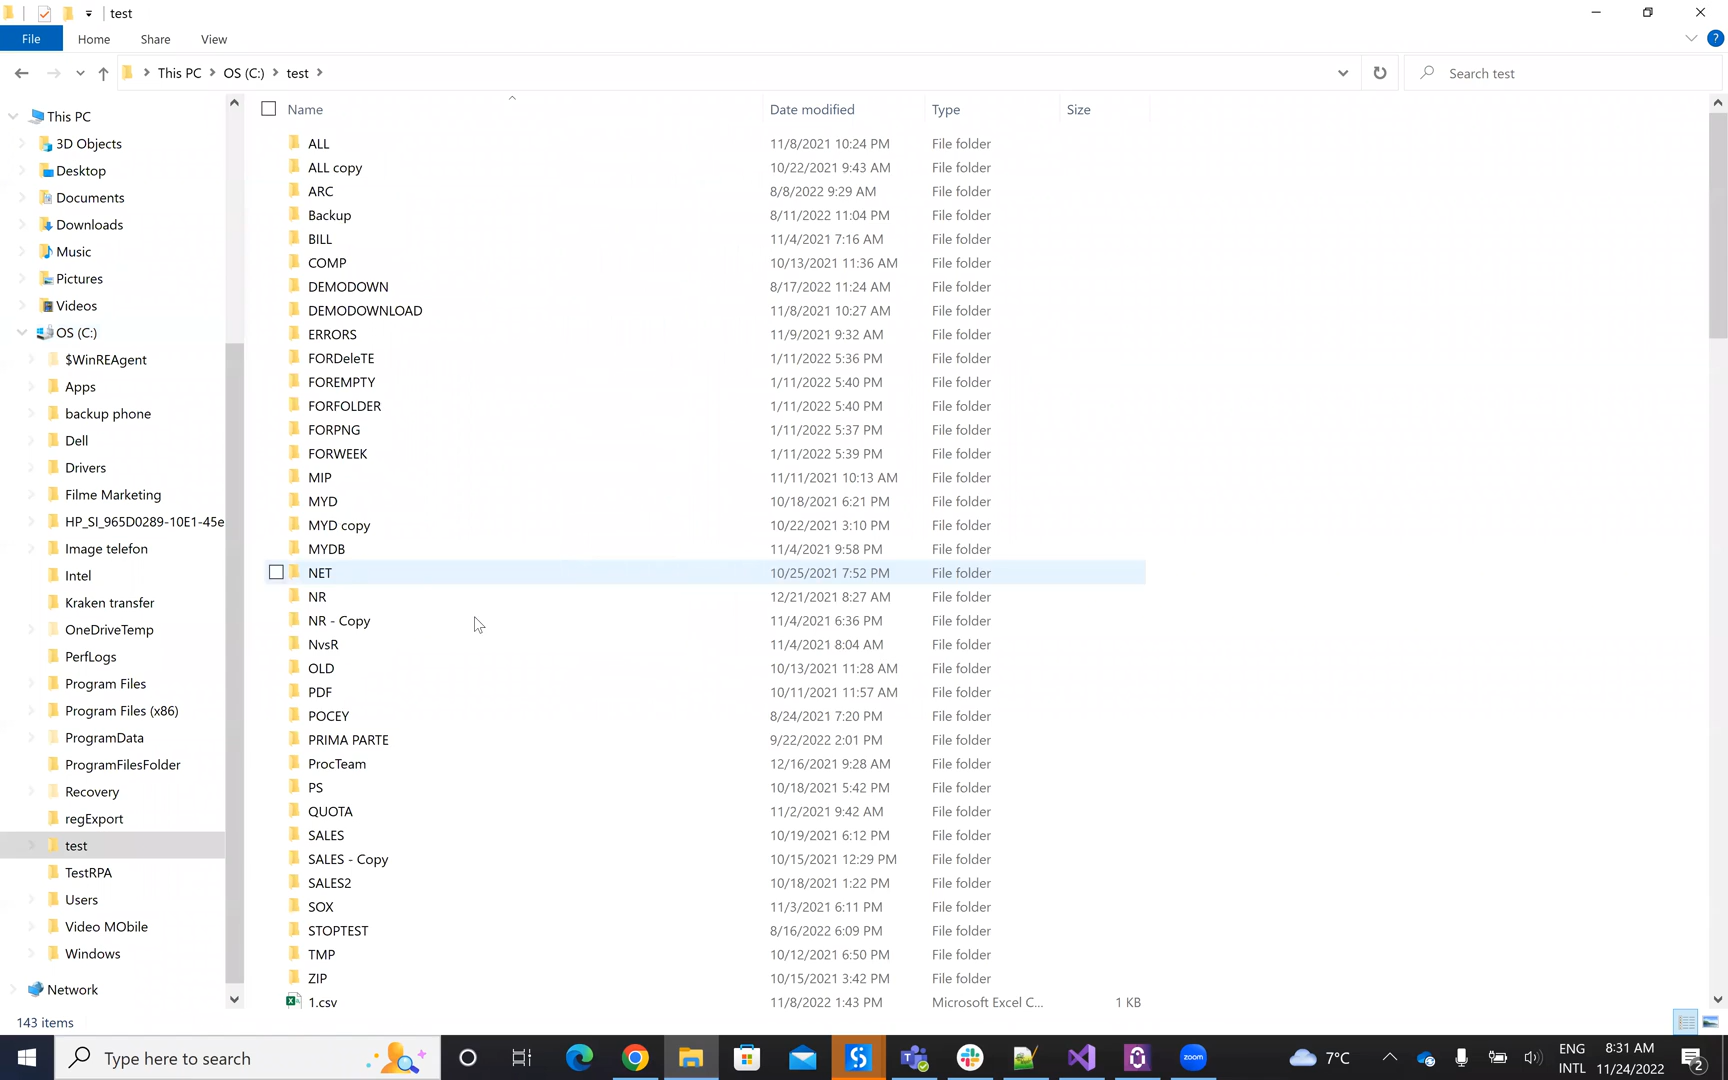 test
File Home Share View
This PC > OS (C:) > test >
Search test
Name Date modified Type Size
This PC
3D Objects
Desktop
Documents
Downloads
Music
Pictures
Videos
OS (C:)
$WinREAgent
Apps
backup phone
Dell
Drivers
Filme Marketing
HP_SI_965D0289-10E1-45e
Image telefon
Intel
Kraken transfer
OneDriveTemp
PerfLogs
Program Files
Program Files (x86)
ProgramData
ProgramFilesFolder
Recovery
regExport
test
TestRPA
Users
Video MObile
Windows
Network
ALL 11/8/2021 10:24 PM File folder
ALL copy 10/22/2021 9:43 AM File folder
ARC 8/8/2022 9:29 AM File folder
Backup 8/11/2022 11:04 PM File folder
BILL 11/4/2021 7:16 AM File folder
COMP 10/13/2021 11:36 AM File folder
DEMODOWN 8/17/2022 11:24 AM File folder
DEMODOWNLOAD 11/8/2021 10:27 AM File folder
ERRORS 11/9/2021 9:32 AM File folder
FORDeleTE 1/11/2022 5:36 PM File folder
FOREMPTY 1/11/2022 5:40 PM File folder
FORFOLDER 1/11/2022 5:40 PM File folder
FORPNG 1/11/2022 5:37 PM File folder
FORWEEK 1/11/2022 5:39 PM File folder
MIP 11/11/2021 10:13 AM File folder
MYD 10/18/2021 6:21 PM File folder
MYD copy 10/22/2021 3:10 PM File folder
MYDB 11/4/2021 9:58 PM File folder
NET 10/25/2021 7:52 PM File folder
NR 12/21/2021 8:27 AM File folder
NR - Copy 11/4/2021 6:36 PM File folder
NvsR 11/4/2021 8:04 AM File folder
OLD 10/13/2021 11:28 AM File folder
PDF 10/11/2021 11:57 AM File folder
POCEY 8/24/2021 7:20 PM File folder
PRIMA PARTE 9/22/2022 2:01 PM File folder
ProcTeam 12/16/2021 9:28 AM File folder
PS 10/18/2021 5:42 PM File folder
QUOTA 11/2/2021 9:42 AM File folder
SALES 10/19/2021 6:12 PM File folder
SALES - Copy 10/15/2021 12:29 PM File folder
SALES2 10/18/2021 1:22 PM File folder
SOX 11/3/2021 6:11 PM File folder
STOPTEST 8/16/2022 6:09 PM File folder
TMP 10/12/2021 6:50 PM File folder
ZIP 10/15/2021 3:42 PM File folder
1.csv 11/8/2022 1:43 PM Microsoft Excel C... 1 KB
143 items
Type here to search
zoom
7°C
ENG
INTL
8:31 AM
11/24/2022
2